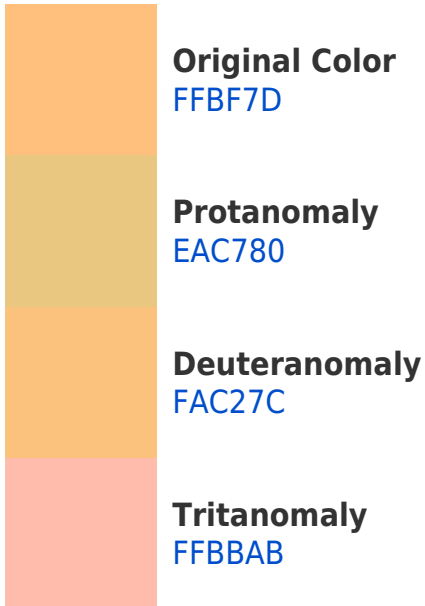 Original Color
FFBF7D
Protanomaly
EAC780
Deuteranomaly
FAC27C
Tritanomaly
FFBBAB